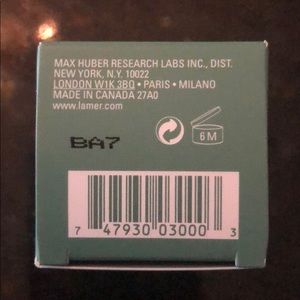 MAX HUBER RESEARCH LABS INC., DIST.
NEW YORK, N.Y. 10022
LONDON W1K 3BQ • PARIS • MILANO
MADE IN CANADA 27A0
www.lamer.com
6M
BA7
7 47930 03000 3